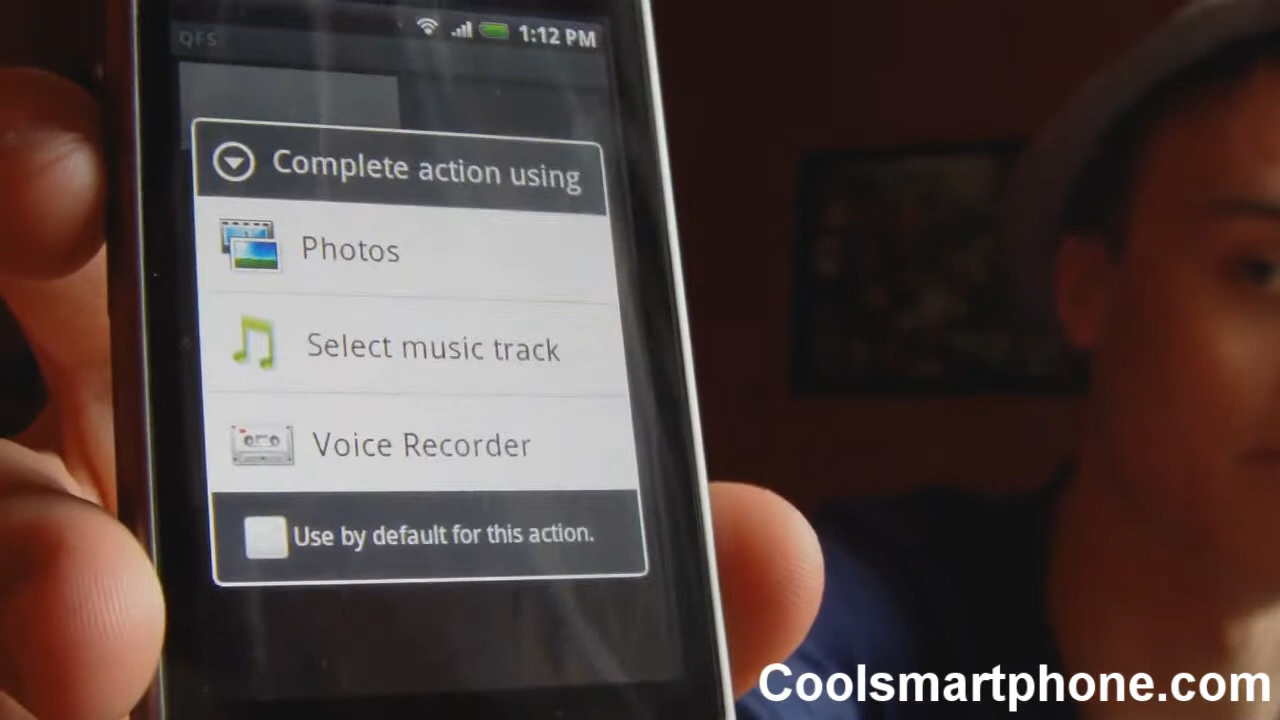 1:12 PM
QFS
Complete action using
Photos
Select music track
Voice Recorder
Use by default for this action.
Coolsmartphone.com